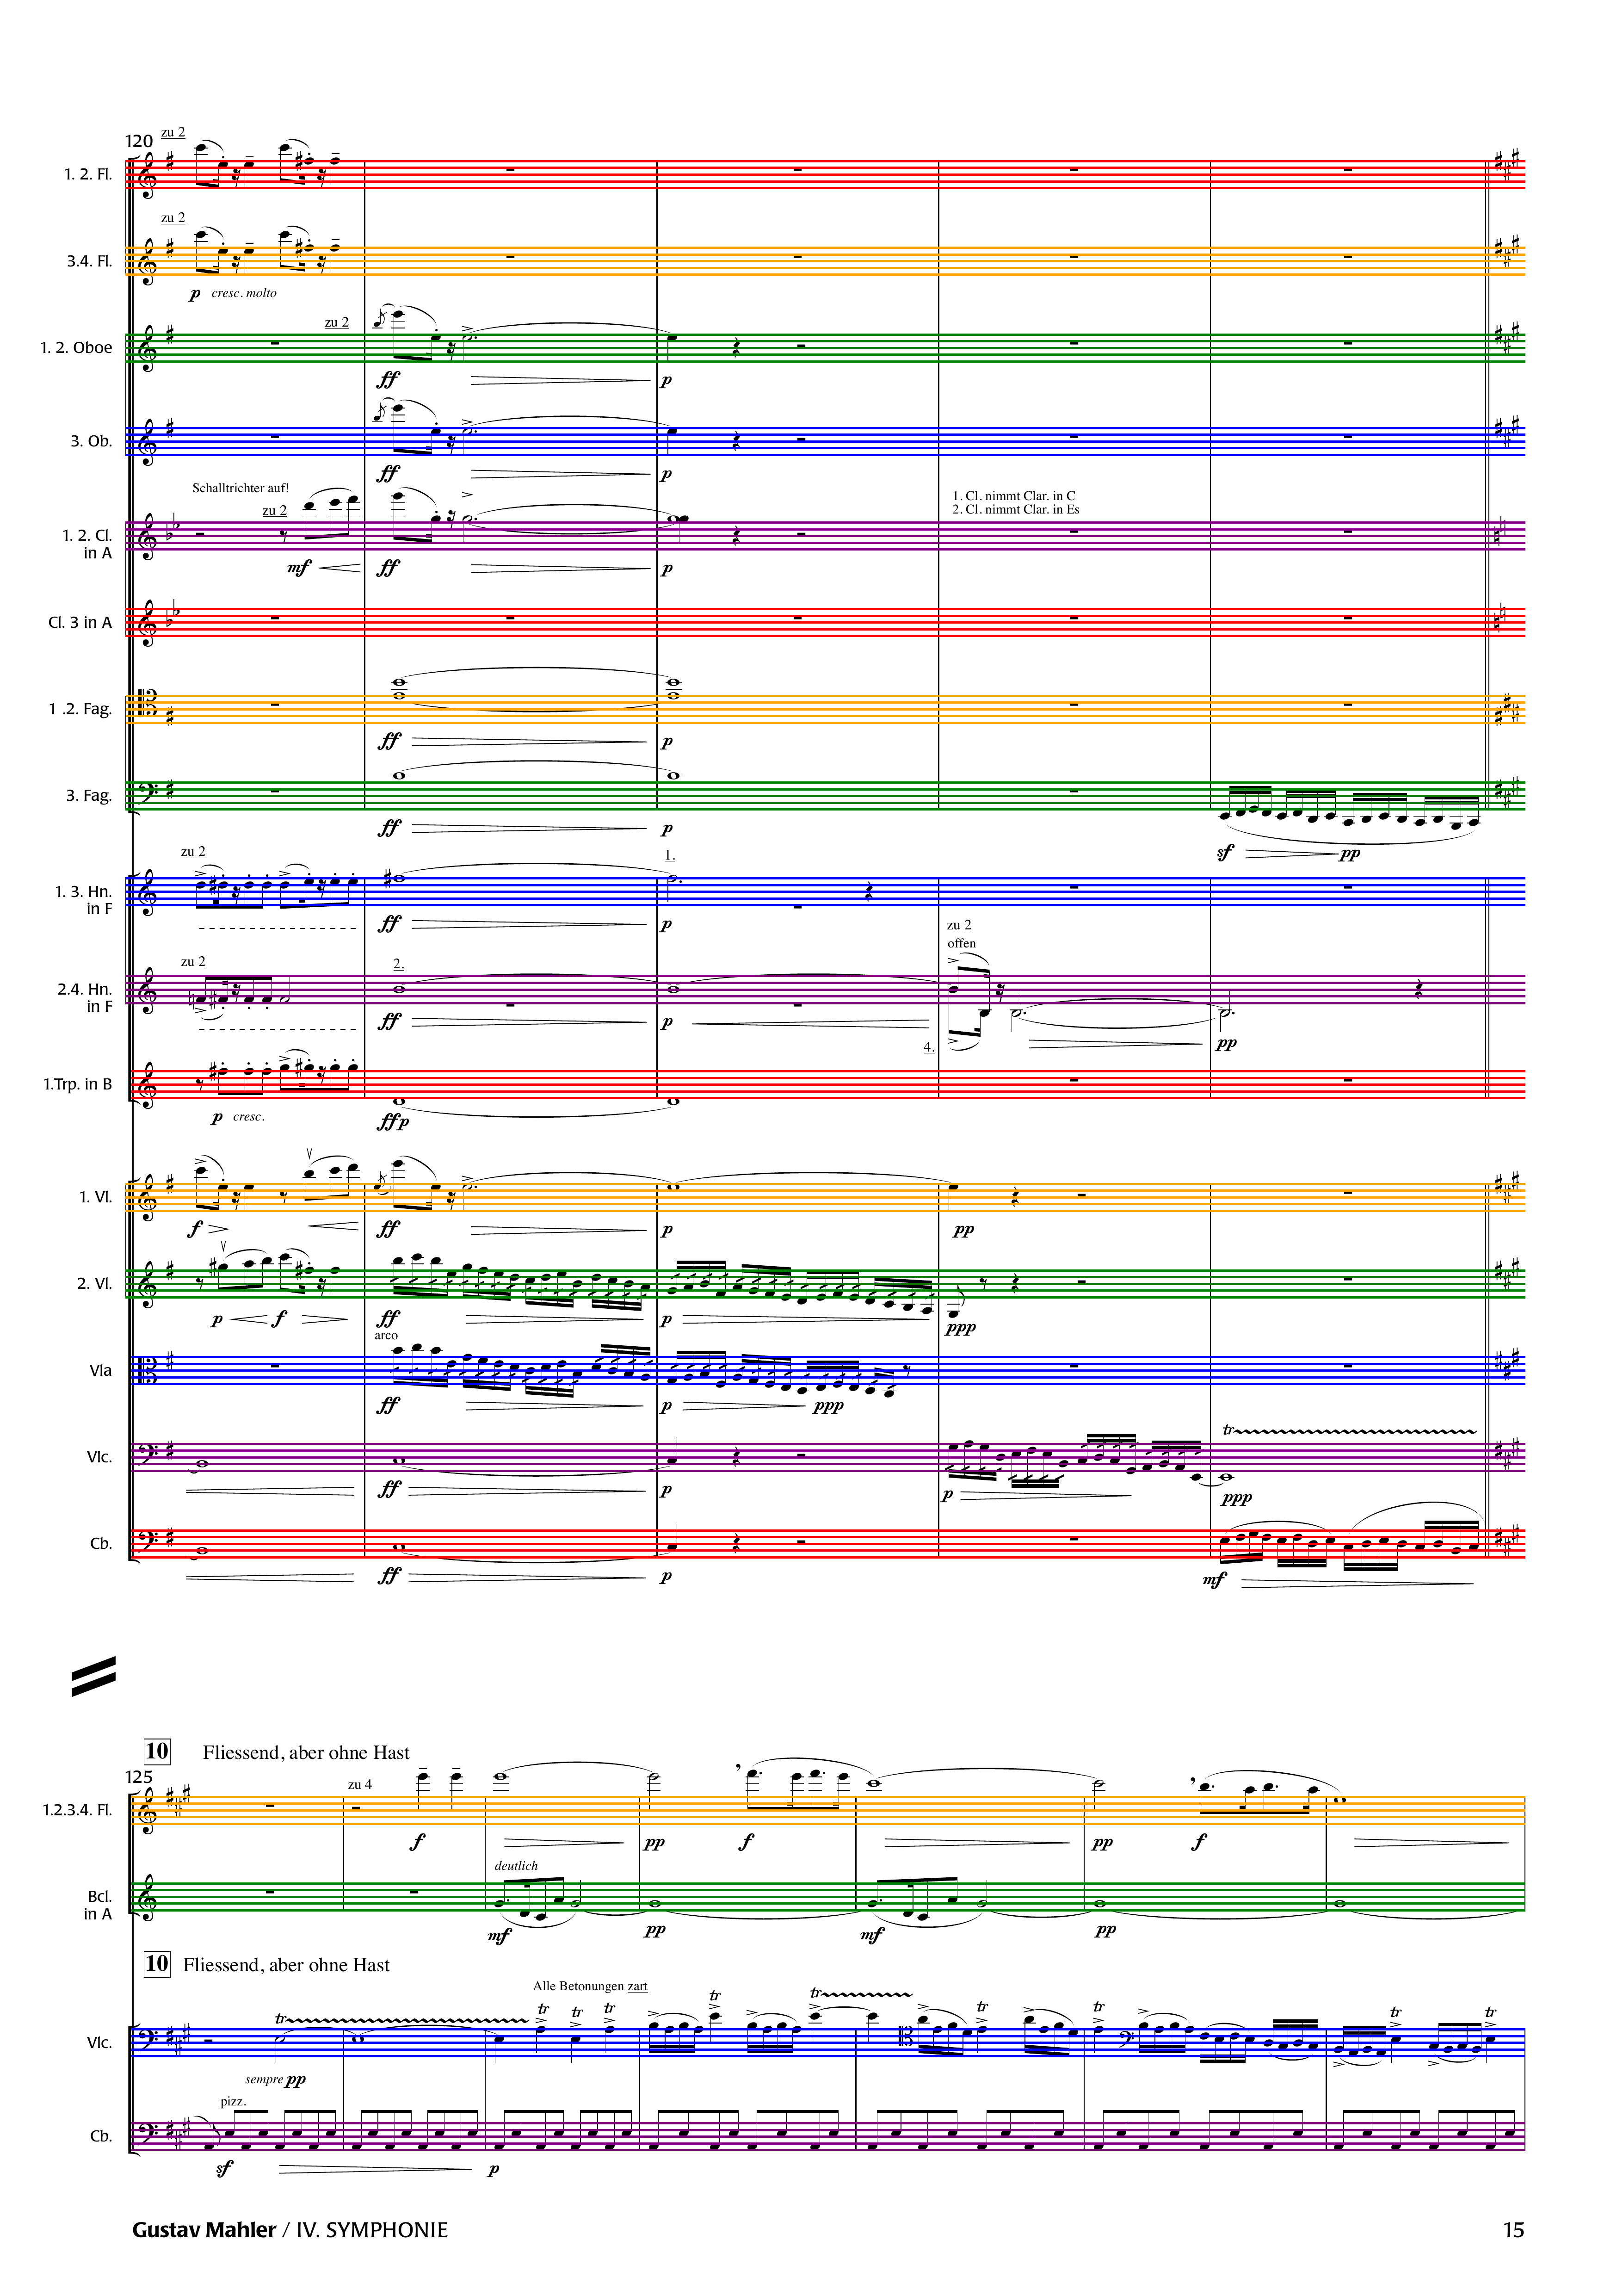 120
zu 2
1. 2. Fl.
zu 2
3.4. Fl.
p cresc. molto
zu 2
1. 2. Oboe
ff p
3. Ob.
ff p
Schalltrichter auf!
zu 2
1. Cl. nimmt Clar. in C
2. Cl. nimmt Clar. in Es
1. 2. Cl.
in A
mf ff p
Cl. 3 in A
1 .2. Fag.
ff p
3. Fag.
ff p sf pp
zu 2 1.
1. 3. Hn.
in F
ff p
zu 2
offen
zu 2 2.
2.4. Hn.
in F
ff p pp
4.
1.Trp. in B
p cresc. ffp
1. Vl.
f ff p pp
2. Vl.
p f ff p ppp
arco
Vla
ff p ppp
tr
Vlc.
ff p p ppp
Cb.
ff p mf
10 Fliessend, aber ohne Hast
125
zu 4
1.2.3.4. Fl.
f pp f pp f
deutlich
Bcl.
in A
mf pp mf pp
10 Fliessend, aber ohne Hast
Alle Betonungen zart
tr tr tr tr tr tr tr tr tr tr
Vlc.
sempre pp
pizz.
Cb.
sf p
Gustav Mahler / IV. SYMPHONIE 15